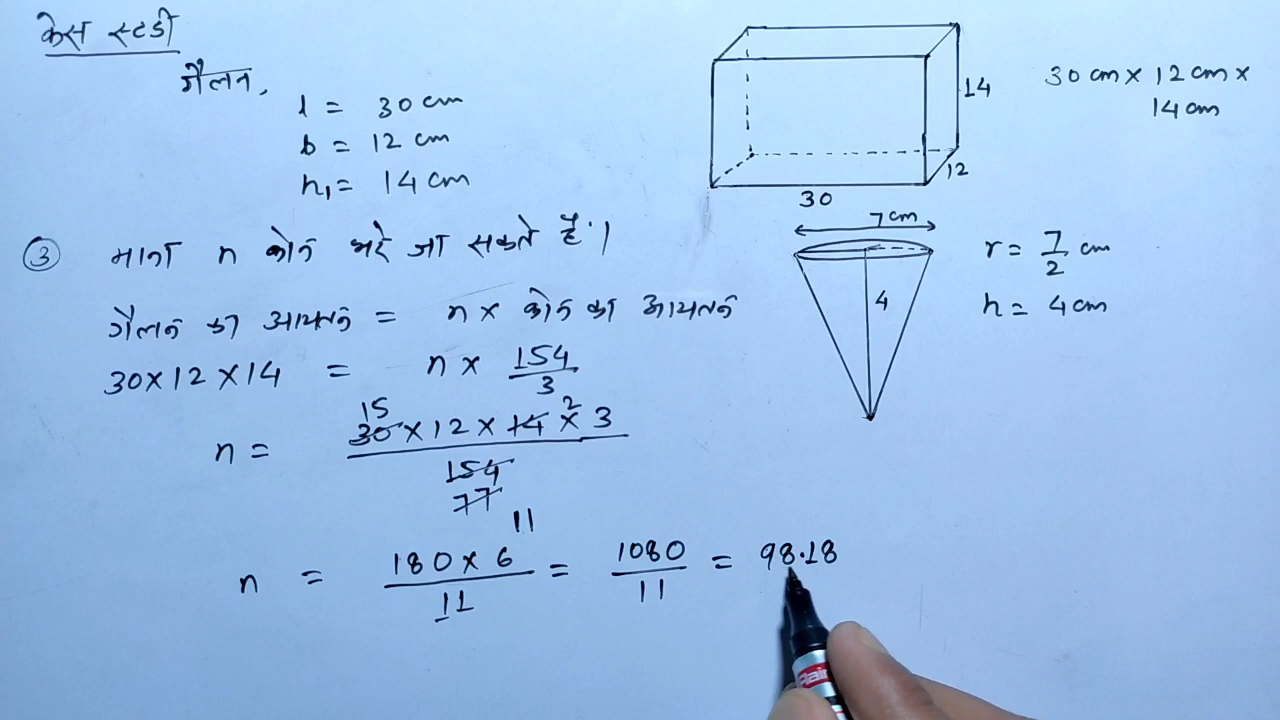 केस स्टडी
गैलन,
l = 30 cm
b = 12 cm
h₁ = 14 cm
14
12
30
30 cm x 12 cm x
14 cm
7 cm
4
r = 7/2 cm
h = 4 cm
③ माना n कोन भरे जा सकते हैं।
गैलन का आयतन = n x कोन का आयतन
30 x 12 x 14 = n x 154/3
15 2
n = 30 x 12 x 14 x 3 / 154
77
11
n = 180 x 6 / 11 = 1080 / 11 = 98.18
Flair